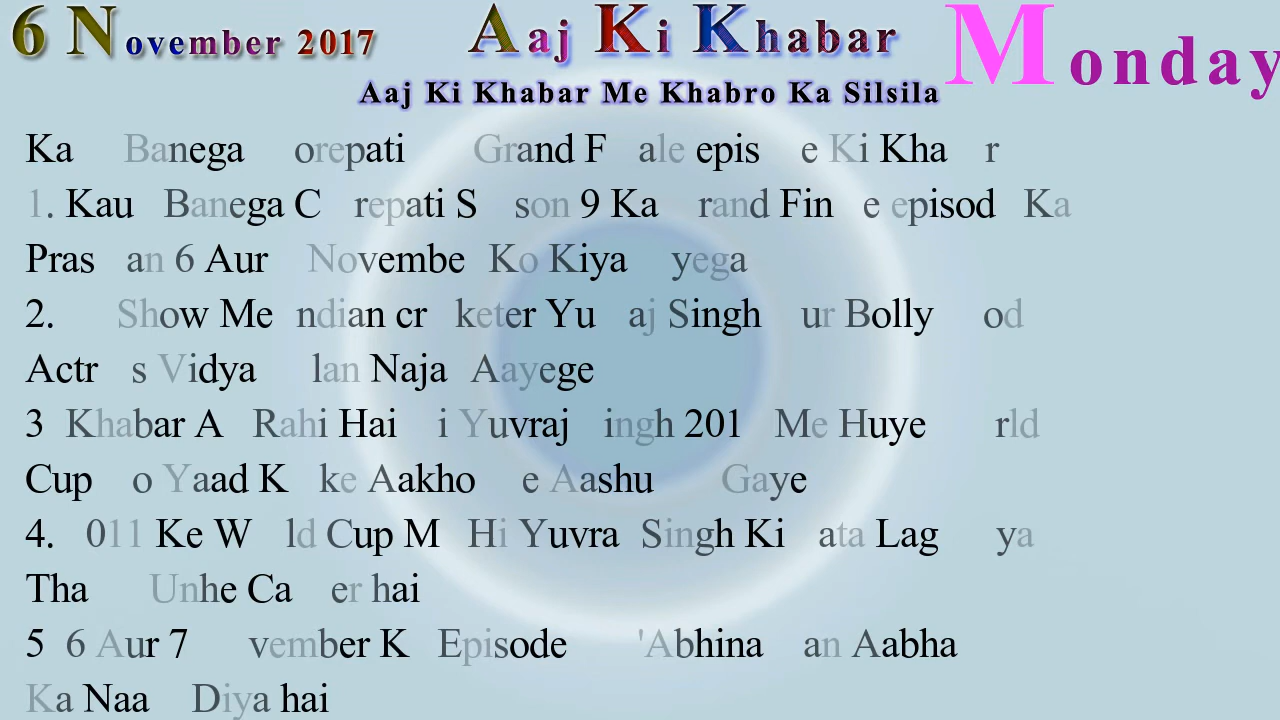 6 November 2017 Aaj Ki Khabar Monday
Aaj Ki Khabar Me Khabro Ka Silsila
Ka Banega orepati Grand F ale epis e Ki Kha r
1. Kau Banega C repati S son 9 Ka rand Fin e episod Ka
Pras an 6 Aur Novembe Ko Kiya yega
2. Show Me ndian cr keter Yu aj Singh ur Bolly od
Actr s Vidya lan Naja Aayege
3 Khabar A Rahi Hai i Yuvraj ingh 201 Me Huye rld
Cup o Yaad K ke Aakho e Aashu Gaye
4. 011 Ke W ld Cup M Hi Yuvra Singh Ki ata Lag ya
Tha Unhe Ca er hai
5 6 Aur 7 vember K Episode 'Abhina an Aabha
Ka Naa Diya hai